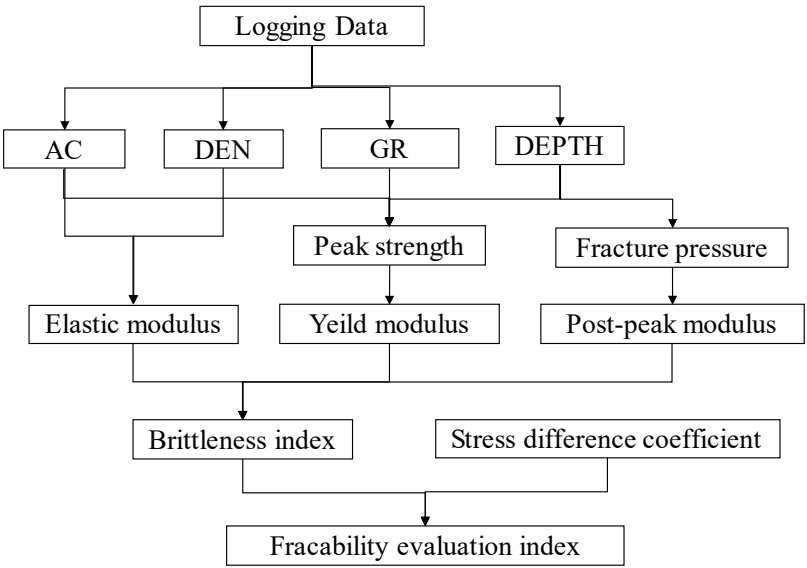 Logging Data
AC
DEN
GR
DEPTH
Peak strength
Fracture pressure
Elastic modulus
Yeild modulus
Post-peak modulus
Brittleness index
Stress difference coefficient
Fracability evaluation index